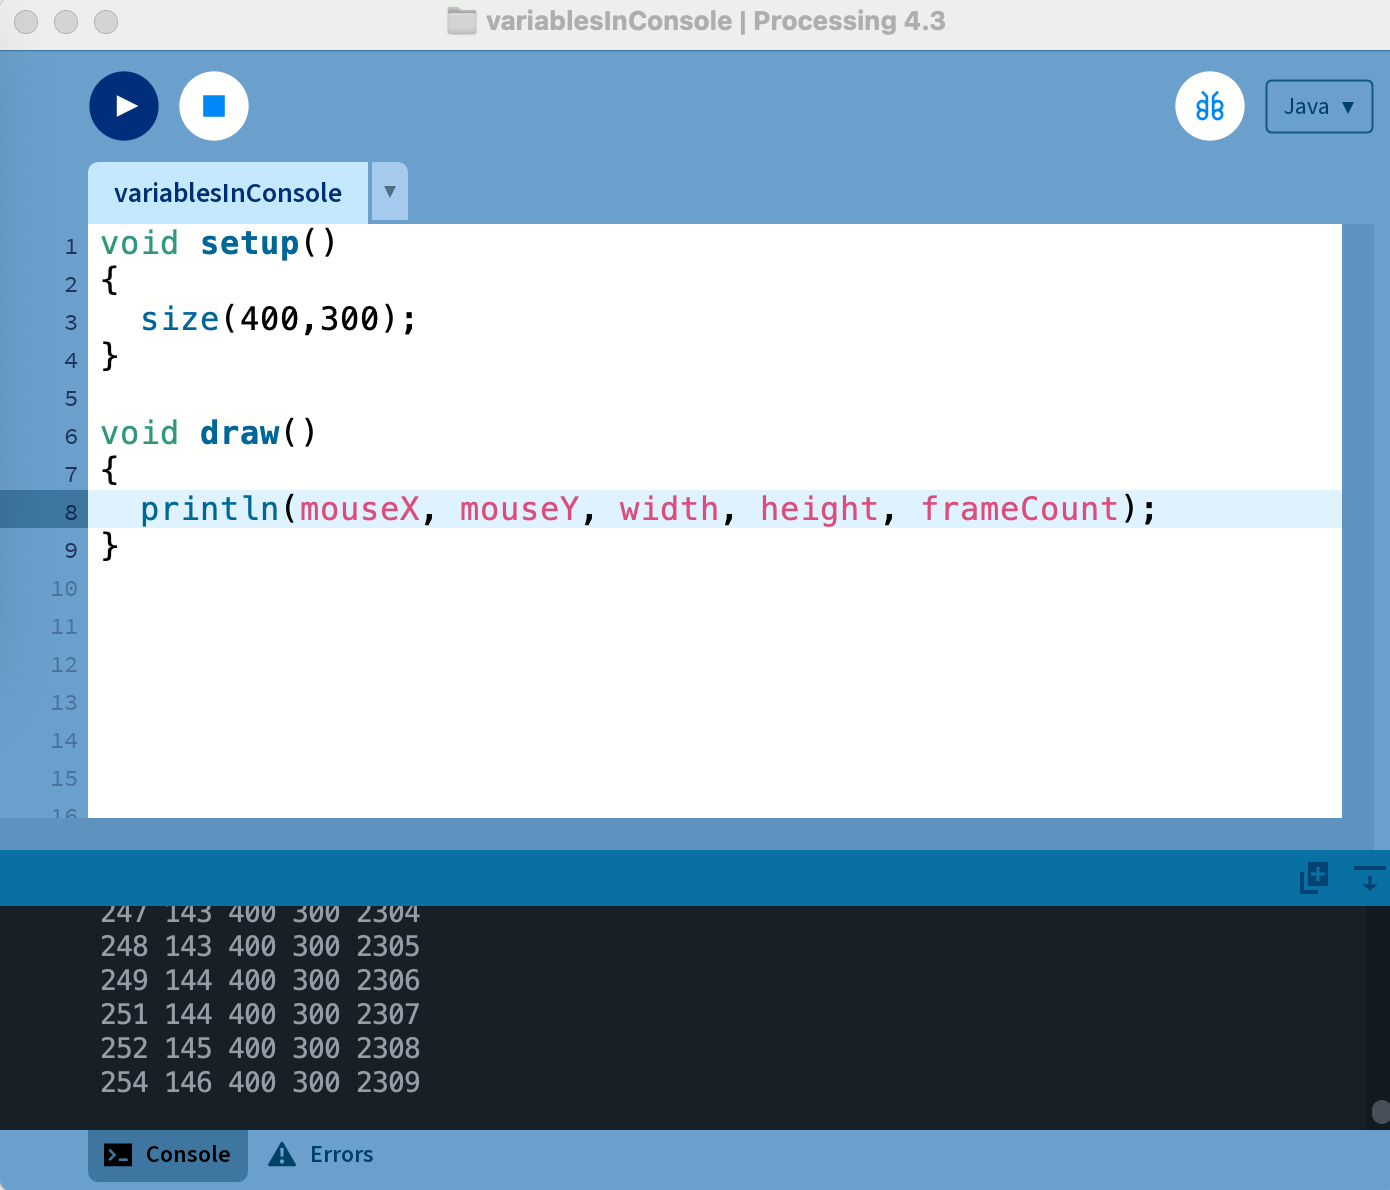 variablesInConsole | Processing 4.3
Java ▼
variablesInConsole ▼
1 void setup()
2 {
3   size(400,300);
4 }
5
6 void draw()
7 {
8   println(mouseX, mouseY, width, height, frameCount);
9 }
10
11
12
13
14
15
16
247 143 400 300 2304
248 143 400 300 2305
249 144 400 300 2306
251 144 400 300 2307
252 145 400 300 2308
254 146 400 300 2309
Console Errors